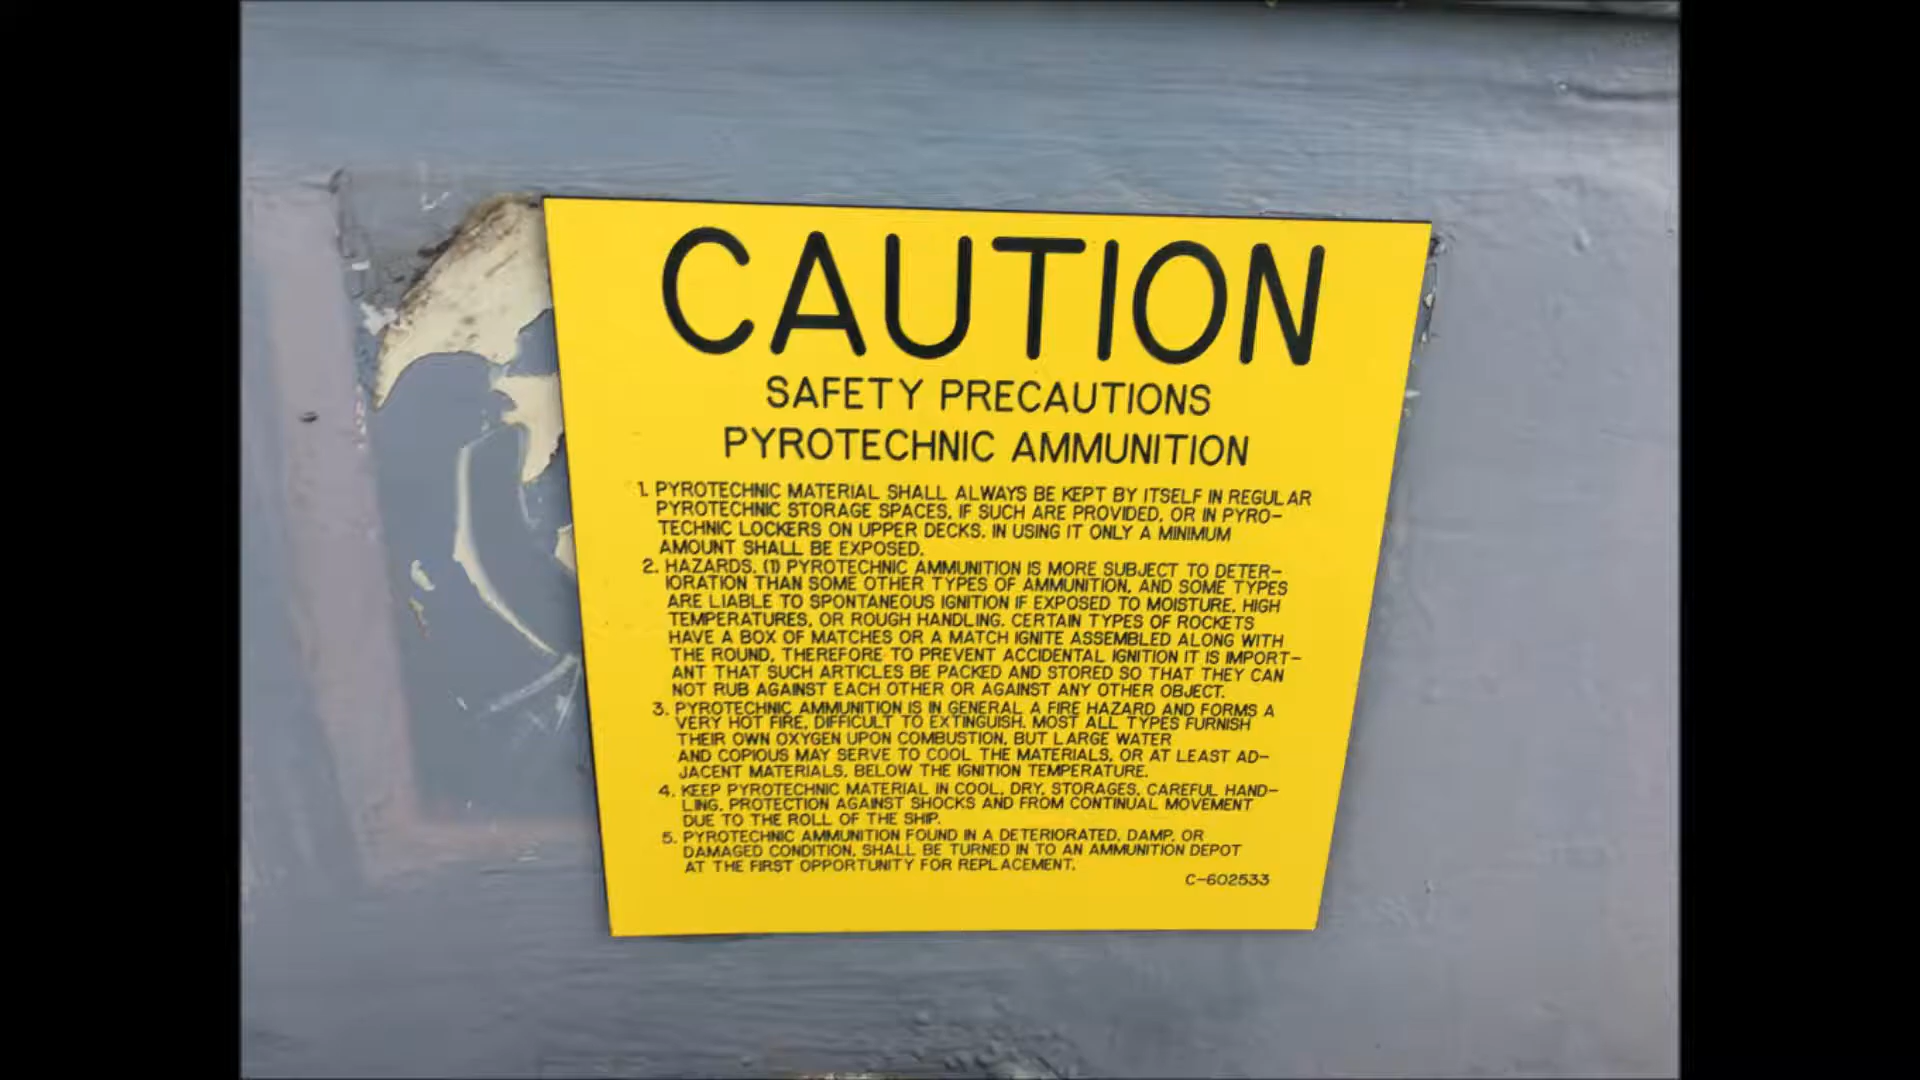 CAUTION
SAFETY PRECAUTIONS
PYROTECHNIC AMMUNITION
1. PYROTECHNIC MATERIAL SHALL ALWAYS BE KEPT BY ITSELF IN REGULAR
PYROTECHNIC STORAGE SPACES, IF SUCH ARE PROVIDED, OR IN PYRO-
TECHNIC LOCKERS ON UPPER DECKS. IN USING IT ONLY A MINIMUM
AMOUNT SHALL BE EXPOSED.
2. HAZARDS. (1) PYROTECHNIC AMMUNITION IS MORE SUBJECT TO DETER-
IORATION THAN SOME OTHER TYPES OF AMMUNITION, AND SOME TYPES
ARE LIABLE TO SPONTANEOUS IGNITION IF EXPOSED TO MOISTURE, HIGH
TEMPERATURES, OR ROUGH HANDLING. CERTAIN TYPES OF ROCKETS
HAVE A BOX OF MATCHES OR A MATCH IGNITE ASSEMBLED ALONG WITH
THE ROUND, THEREFORE TO PREVENT ACCIDENTAL IGNITION IT IS IMPORT-
ANT THAT SUCH ARTICLES BE PACKED AND STORED SO THAT THEY CAN
NOT RUB AGAINST EACH OTHER OR AGAINST ANY OTHER OBJECT.
3. PYROTECHNIC AMMUNITION IS IN GENERAL A FIRE HAZARD AND FORMS A
VERY HOT FIRE, DIFFICULT TO EXTINGUISH. MOST ALL TYPES FURNISH
THEIR OWN OXYGEN UPON COMBUSTION, BUT LARGE WATER
AND COPIOUS MAY SERVE TO COOL THE MATERIALS, OR AT LEAST AD-
JACENT MATERIALS, BELOW THE IGNITION TEMPERATURE.
4. KEEP PYROTECHNIC MATERIAL IN COOL, DRY, STORAGES, CAREFUL HAND-
LING, PROTECTION AGAINST SHOCKS AND FROM CONTINUAL MOVEMENT
DUE TO THE ROLL OF THE SHIP.
5. PYROTECHNIC AMMUNITION FOUND IN A DETERIORATED, DAMP, OR
DAMAGED CONDITION, SHALL BE TURNED IN TO AN AMMUNITION DEPOT
AT THE FIRST OPPORTUNITY FOR REPLACEMENT.
C-602533